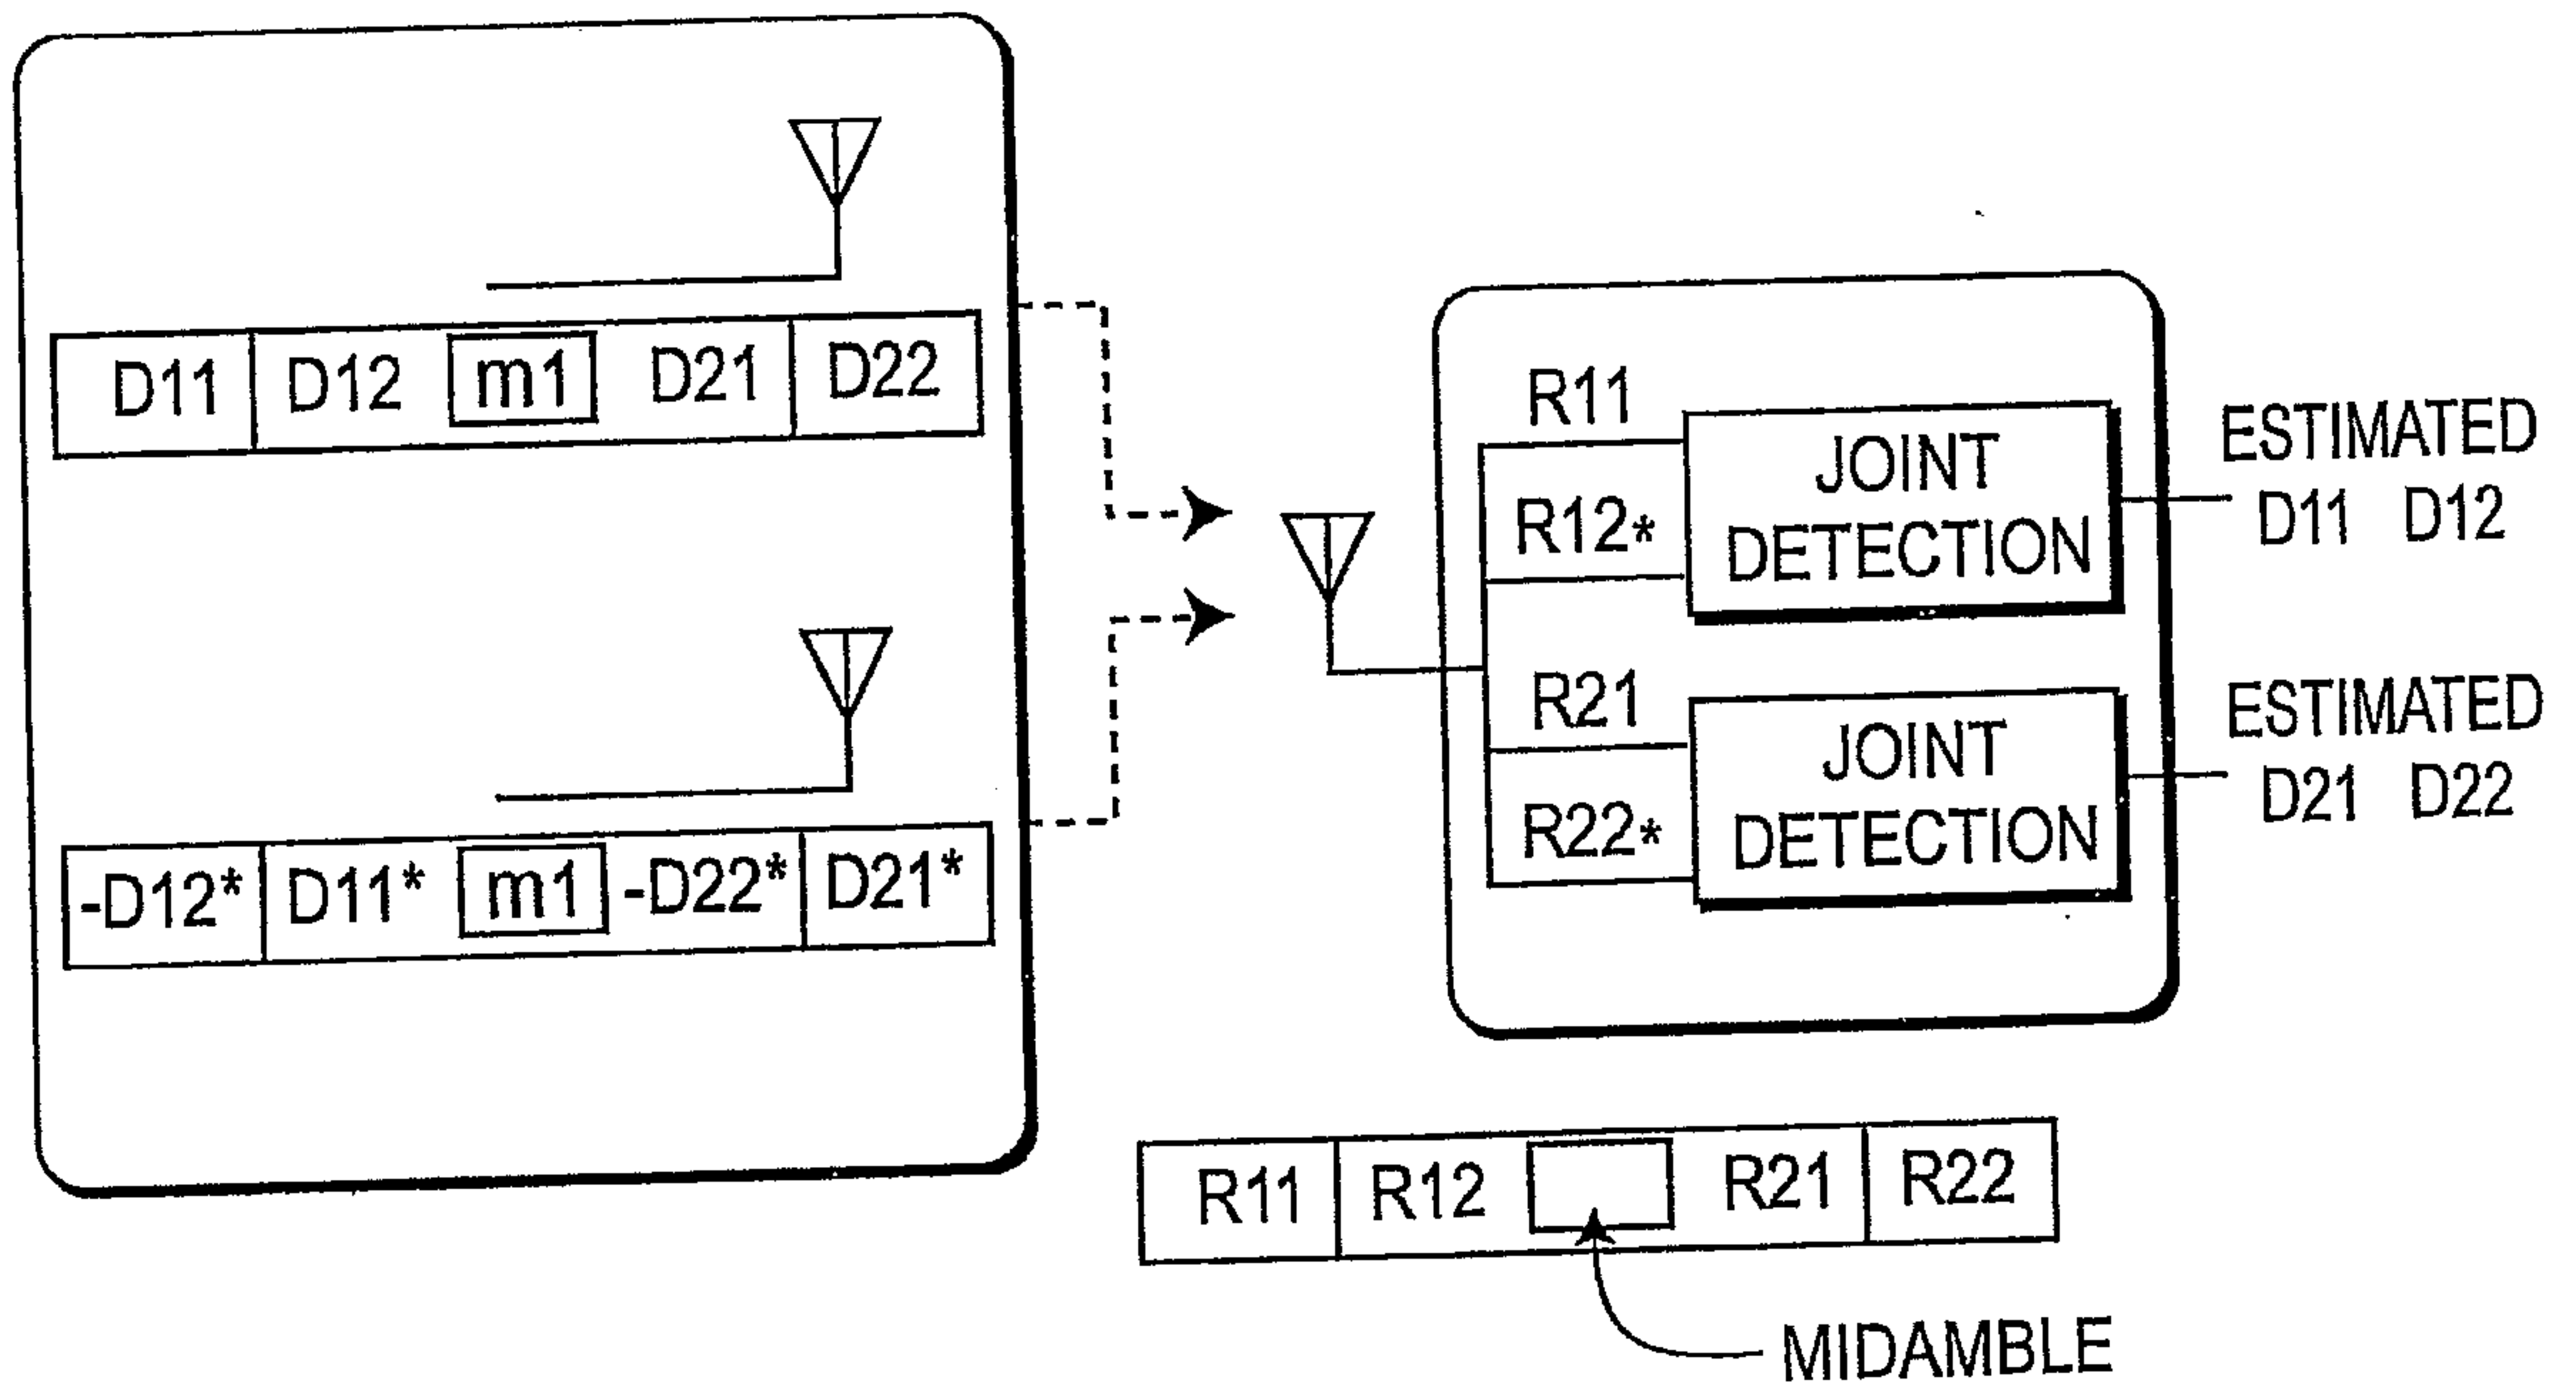 D11 D12 m1 D21 D22
-D12* D11* m1 -D22* D21*
R11
R12*
JOINT
DETECTION
ESTIMATED
D11 D12
R21
R22*
JOINT
DETECTION
ESTIMATED
D21 D22
R11 R12 R21 R22
MIDAMBLE